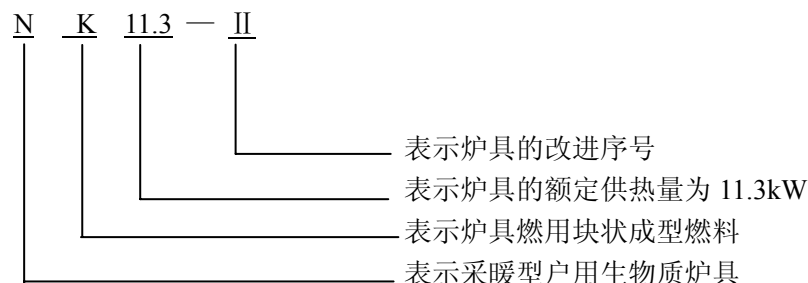 N K 11.3 — Ⅱ
表示炉具的改进序号
表示炉具的额定供热量为 11.3kW
表示炉具燃用块状成型燃料
表示采暖型户用生物质炉具